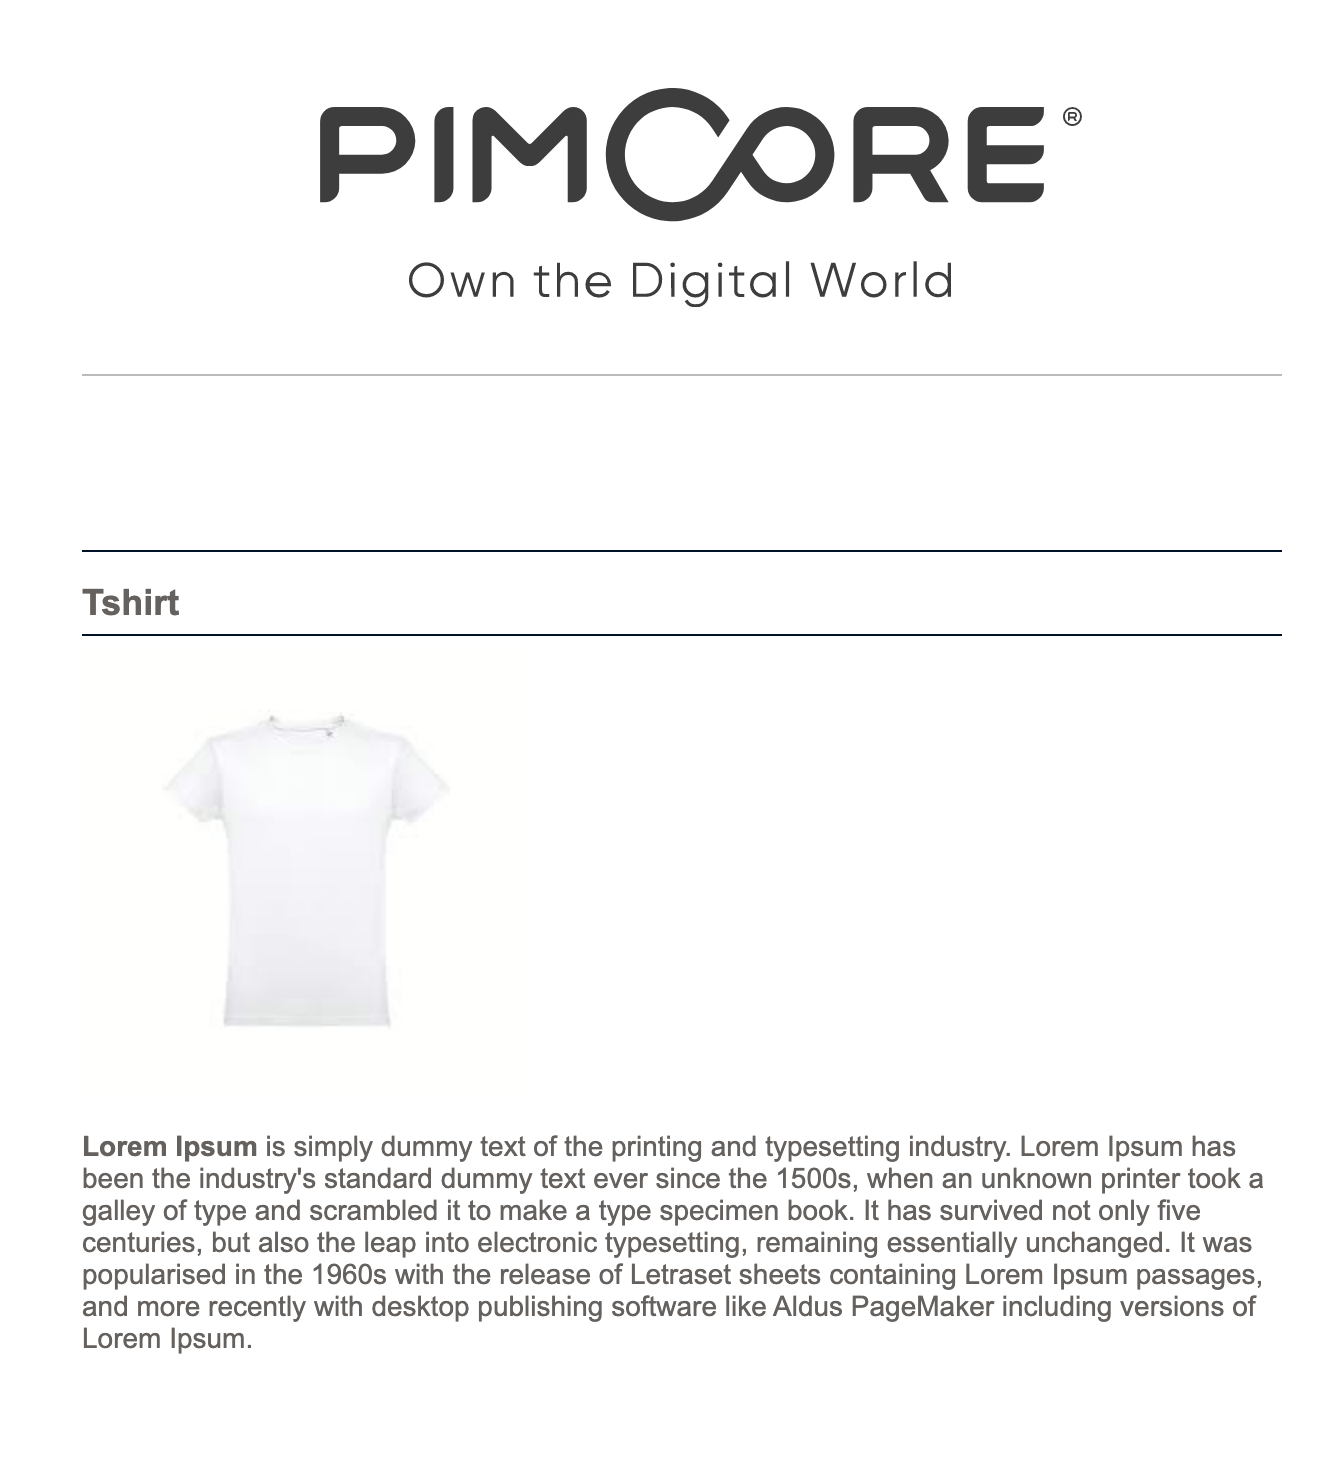 PIMCORE ®
Own the Digital World
Tshirt
Lorem Ipsum is simply dummy text of the printing and typesetting industry. Lorem Ipsum has
been the industry's standard dummy text ever since the 1500s, when an unknown printer took a
galley of type and scrambled it to make a type specimen book. It has survived not only five
centuries, but also the leap into electronic typesetting, remaining essentially unchanged. It was
popularised in the 1960s with the release of Letraset sheets containing Lorem Ipsum passages,
and more recently with desktop publishing software like Aldus PageMaker including versions of
Lorem Ipsum.